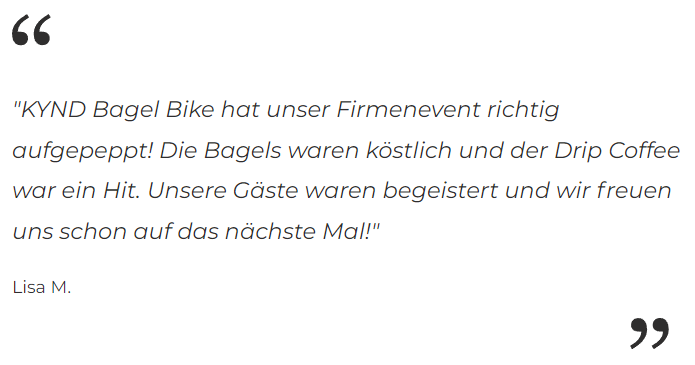 “
"KYND Bagel Bike hat unser Firmenevent richtig
aufgepeppt! Die Bagels waren köstlich und der Drip Coffee
war ein Hit. Unsere Gäste waren begeistert und wir freuen
uns schon auf das nächste Mal!"
Lisa M.
”